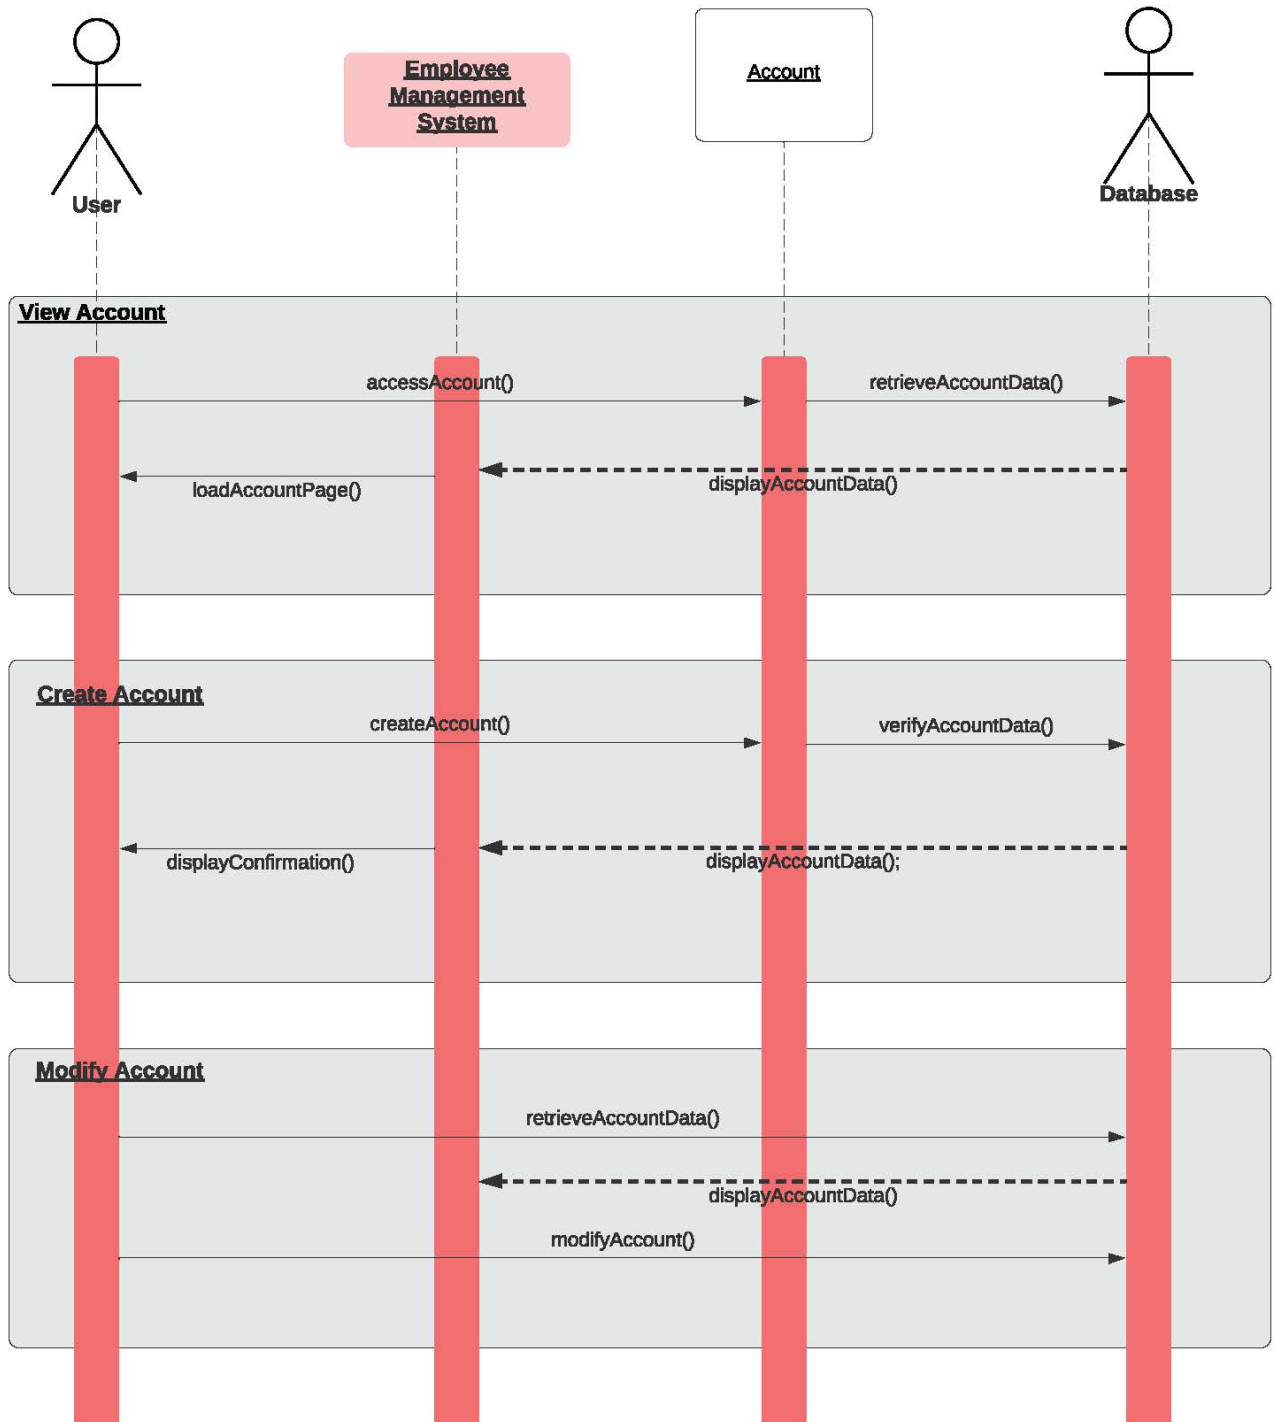 Employee
Management
System
Account
User
Database
View Account
accessAccount()
retrieveAccountData()
loadAccountPage()
displayAccountData()
Create Account
createAccount()
verifyAccountData()
displayConfirmation()
displayAccountData();
Modify Account
retrieveAccountData()
displayAccountData()
modifyAccount()